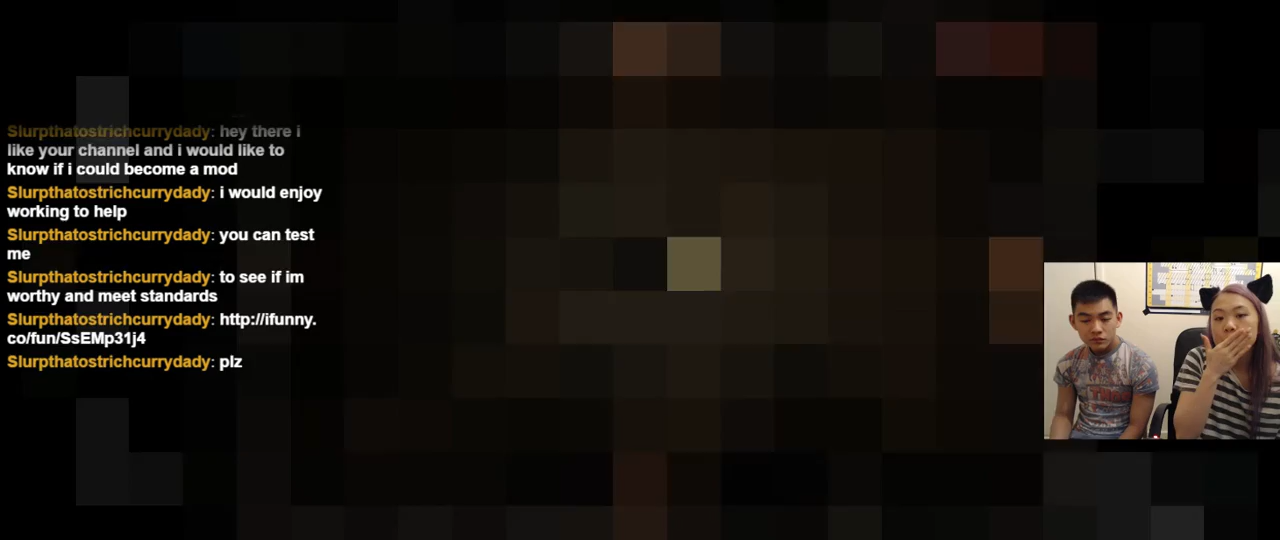 Slurpthatostrichcurrydady: hey there i
like your channel and i would like to
know if i could become a mod
Slurpthatostrichcurrydady: i would enjoy
working to help
Slurpthatostrichcurrydady: you can test
me
Slurpthatostrichcurrydady: to see if im
worthy and meet standards
Slurpthatostrichcurrydady: http://ifunny.
co/fun/SsEMp31j4
Slurpthatostrichcurrydady: plz